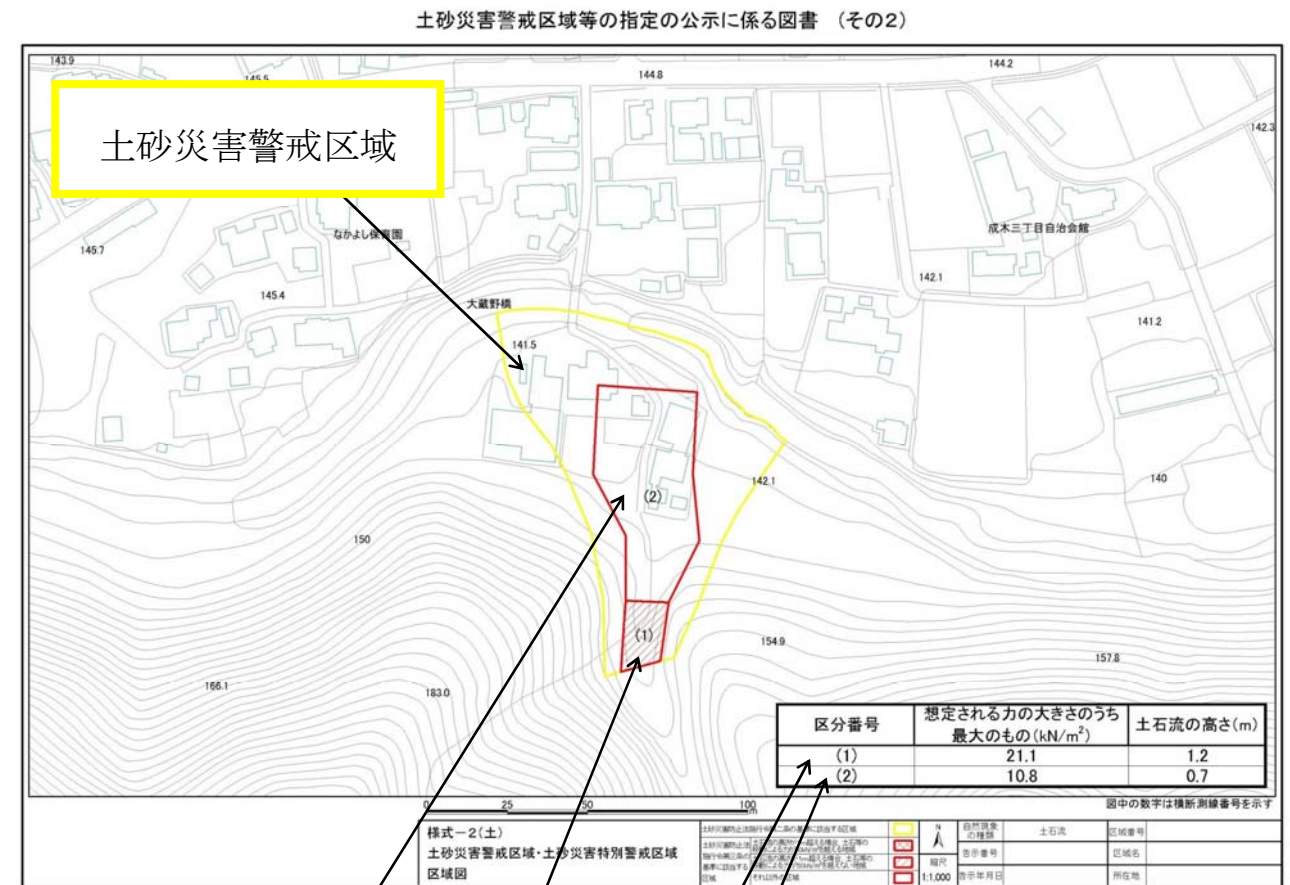 土砂災害警戒区域等の指定の公示に係る図書 （その2）
143.9
145.5
144.8
144.2
142.3
土砂災害警戒区域
なかよし保育園
成木三丁目自治会館
145.7
145.4
142.1
大蔵野橋
141.5
141.2
142.1
140
(2)
150
(1)
154.9
157.8
166.1
183.0
区分番号 想定される力の大きさのうち最大のもの(kN/m²) 土石流の高さ(m)
(1) 21.1 1.2
(2) 10.8 0.7
0 25 50 100
m
図中の数字は横断測線番号を示す
様式－2(土)
土砂災害警戒区域・土砂災害特別警戒区域
区域図
それ以外の区域
N
縮尺
1:1,000
自然現象の種類 土石流 区域番号
告示番号 区域名
告示年月日 所在地